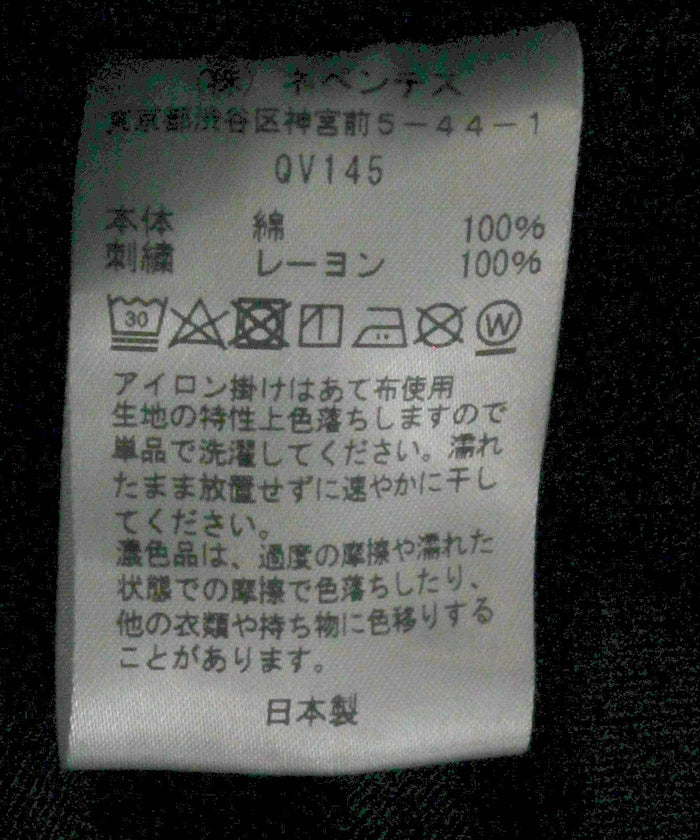 (株) ネペンテス
東京都渋谷区神宮前5-44-1
QV145
本体 綿 100%
刺繍 レーヨン 100%
30 W
アイロン掛けはあて布使用
生地の特性上色落ちしますので
単品で洗濯してください。濡れ
たまま放置せずに速やかに干し
てください。
濃色品は、過度の摩擦や濡れた
状態での摩擦で色落ちしたり、
他の衣類や持ち物に色移りする
ことがあります。
日本製